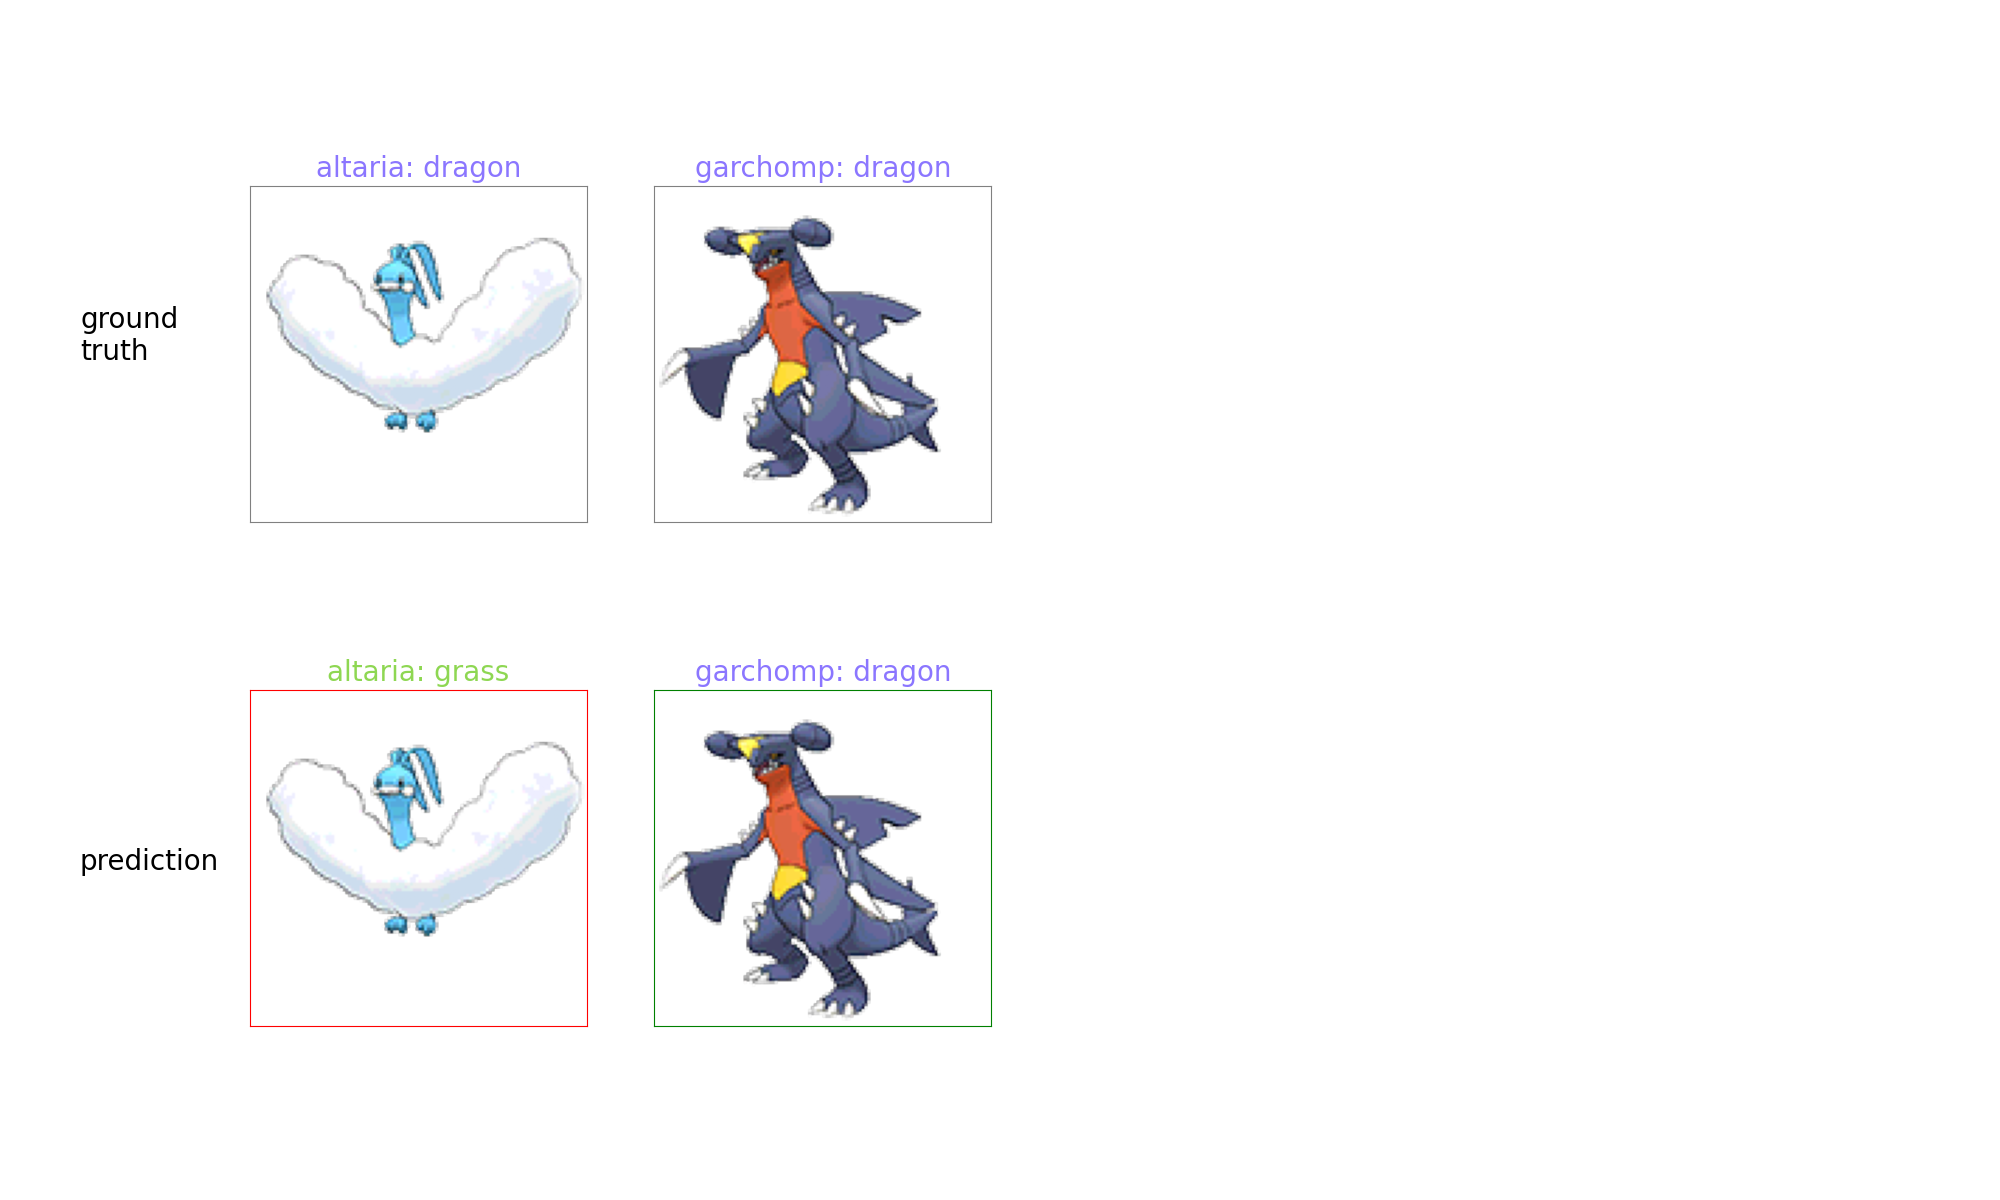 altaria: dragon
garchomp: dragon
ground
truth
altaria: grass
garchomp: dragon
prediction